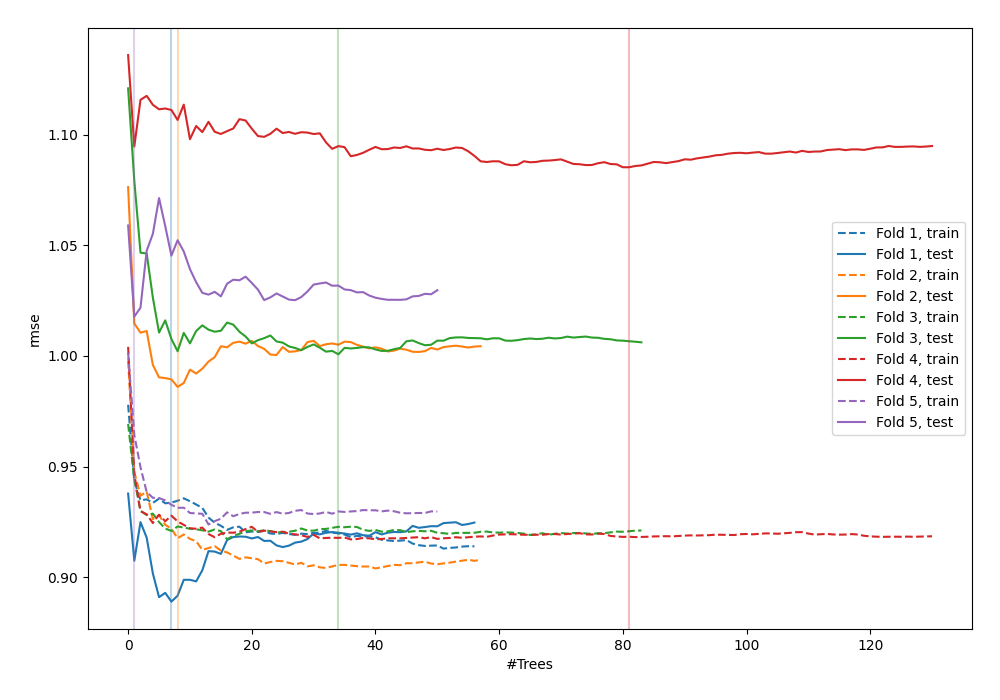 1.10
1.05
1.00
0.95
0.90
rmse
0
20
40
60
80
100
120
#Trees
Fold 1, train
Fold 1, test
Fold 2, train
Fold 2, test
Fold 3, train
Fold 3, test
Fold 4, train
Fold 4, test
Fold 5, train
Fold 5, test